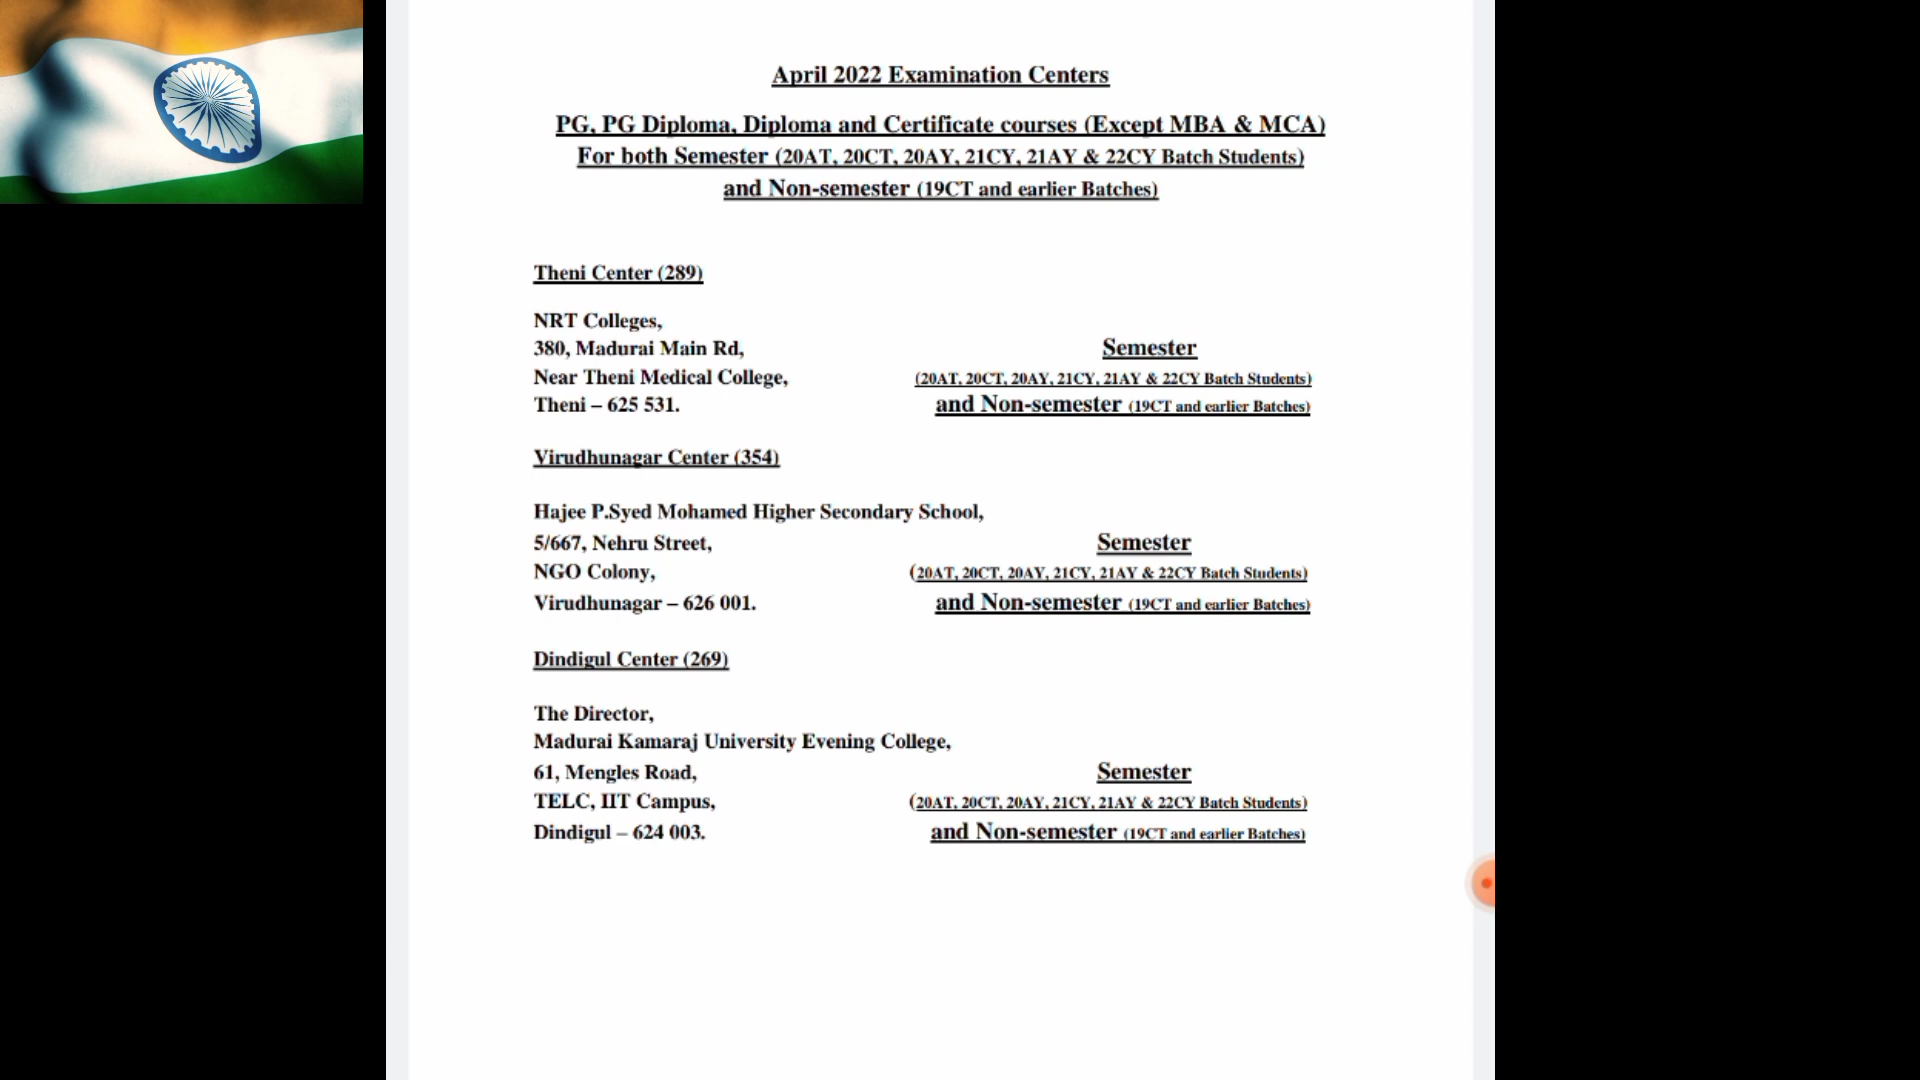 April 2022 Examination Centers
PG, PG Diploma, Diploma and Certificate courses (Except MBA & MCA)
For both Semester (20AT, 20CT, 20AY, 21CY, 21AY & 22CY Batch Students)
and Non-semester (19CT and earlier Batches)
Theni Center (289)
NRT Colleges,
380, Madurai Main Rd,
Near Theni Medical College,
Theni – 625 531.
Semester
(20AT, 20CT, 20AY, 21CY, 21AY & 22CY Batch Students)
and Non-semester (19CT and earlier Batches)
Virudhunagar Center (354)
Hajee P.Syed Mohamed Higher Secondary School,
5/667, Nehru Street,
NGO Colony,
Virudhunagar – 626 001.
Semester
(20AT, 20CT, 20AY, 21CY, 21AY & 22CY Batch Students)
and Non-semester (19CT and earlier Batches)
Dindigul Center (269)
The Director,
Madurai Kamaraj University Evening College,
61, Mengles Road,
TELC, IIT Campus,
Dindigul – 624 003.
Semester
(20AT, 20CT, 20AY, 21CY, 21AY & 22CY Batch Students)
and Non-semester (19CT and earlier Batches)